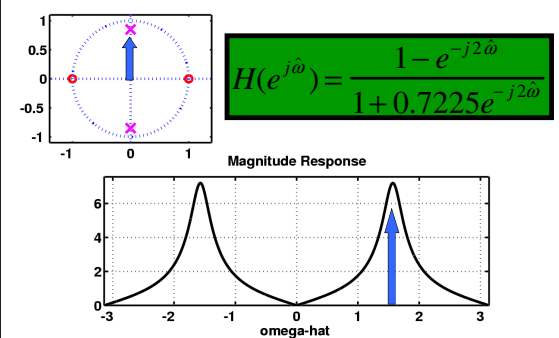 1
0.5
0
-0.5
-1
-1 0 1
H(e^{jω̂}) = \frac{1 - e^{-j2ω̂}}{1 + 0.7225e^{-j2ω̂}}
Magnitude Response
6
4
2
0
-3 -2 -1 0 1 2 3
omega-hat